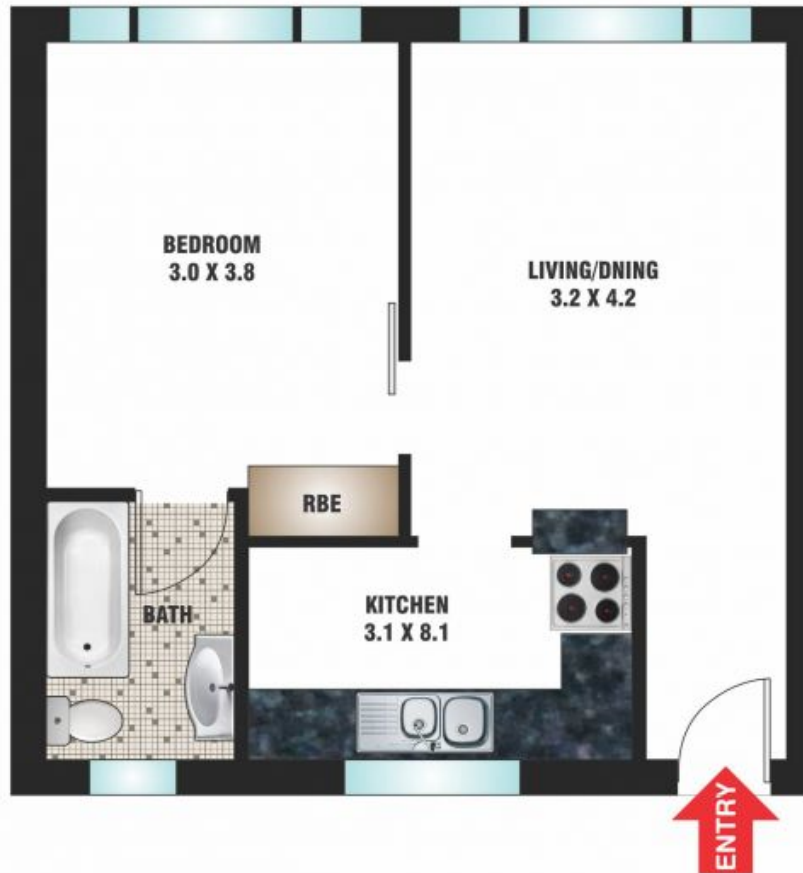 BEDROOM
3.0 X 3.8
LIVING/DNING
3.2 X 4.2
RBE
KITCHEN
3.1 X 8.1
BATH
ENTRY